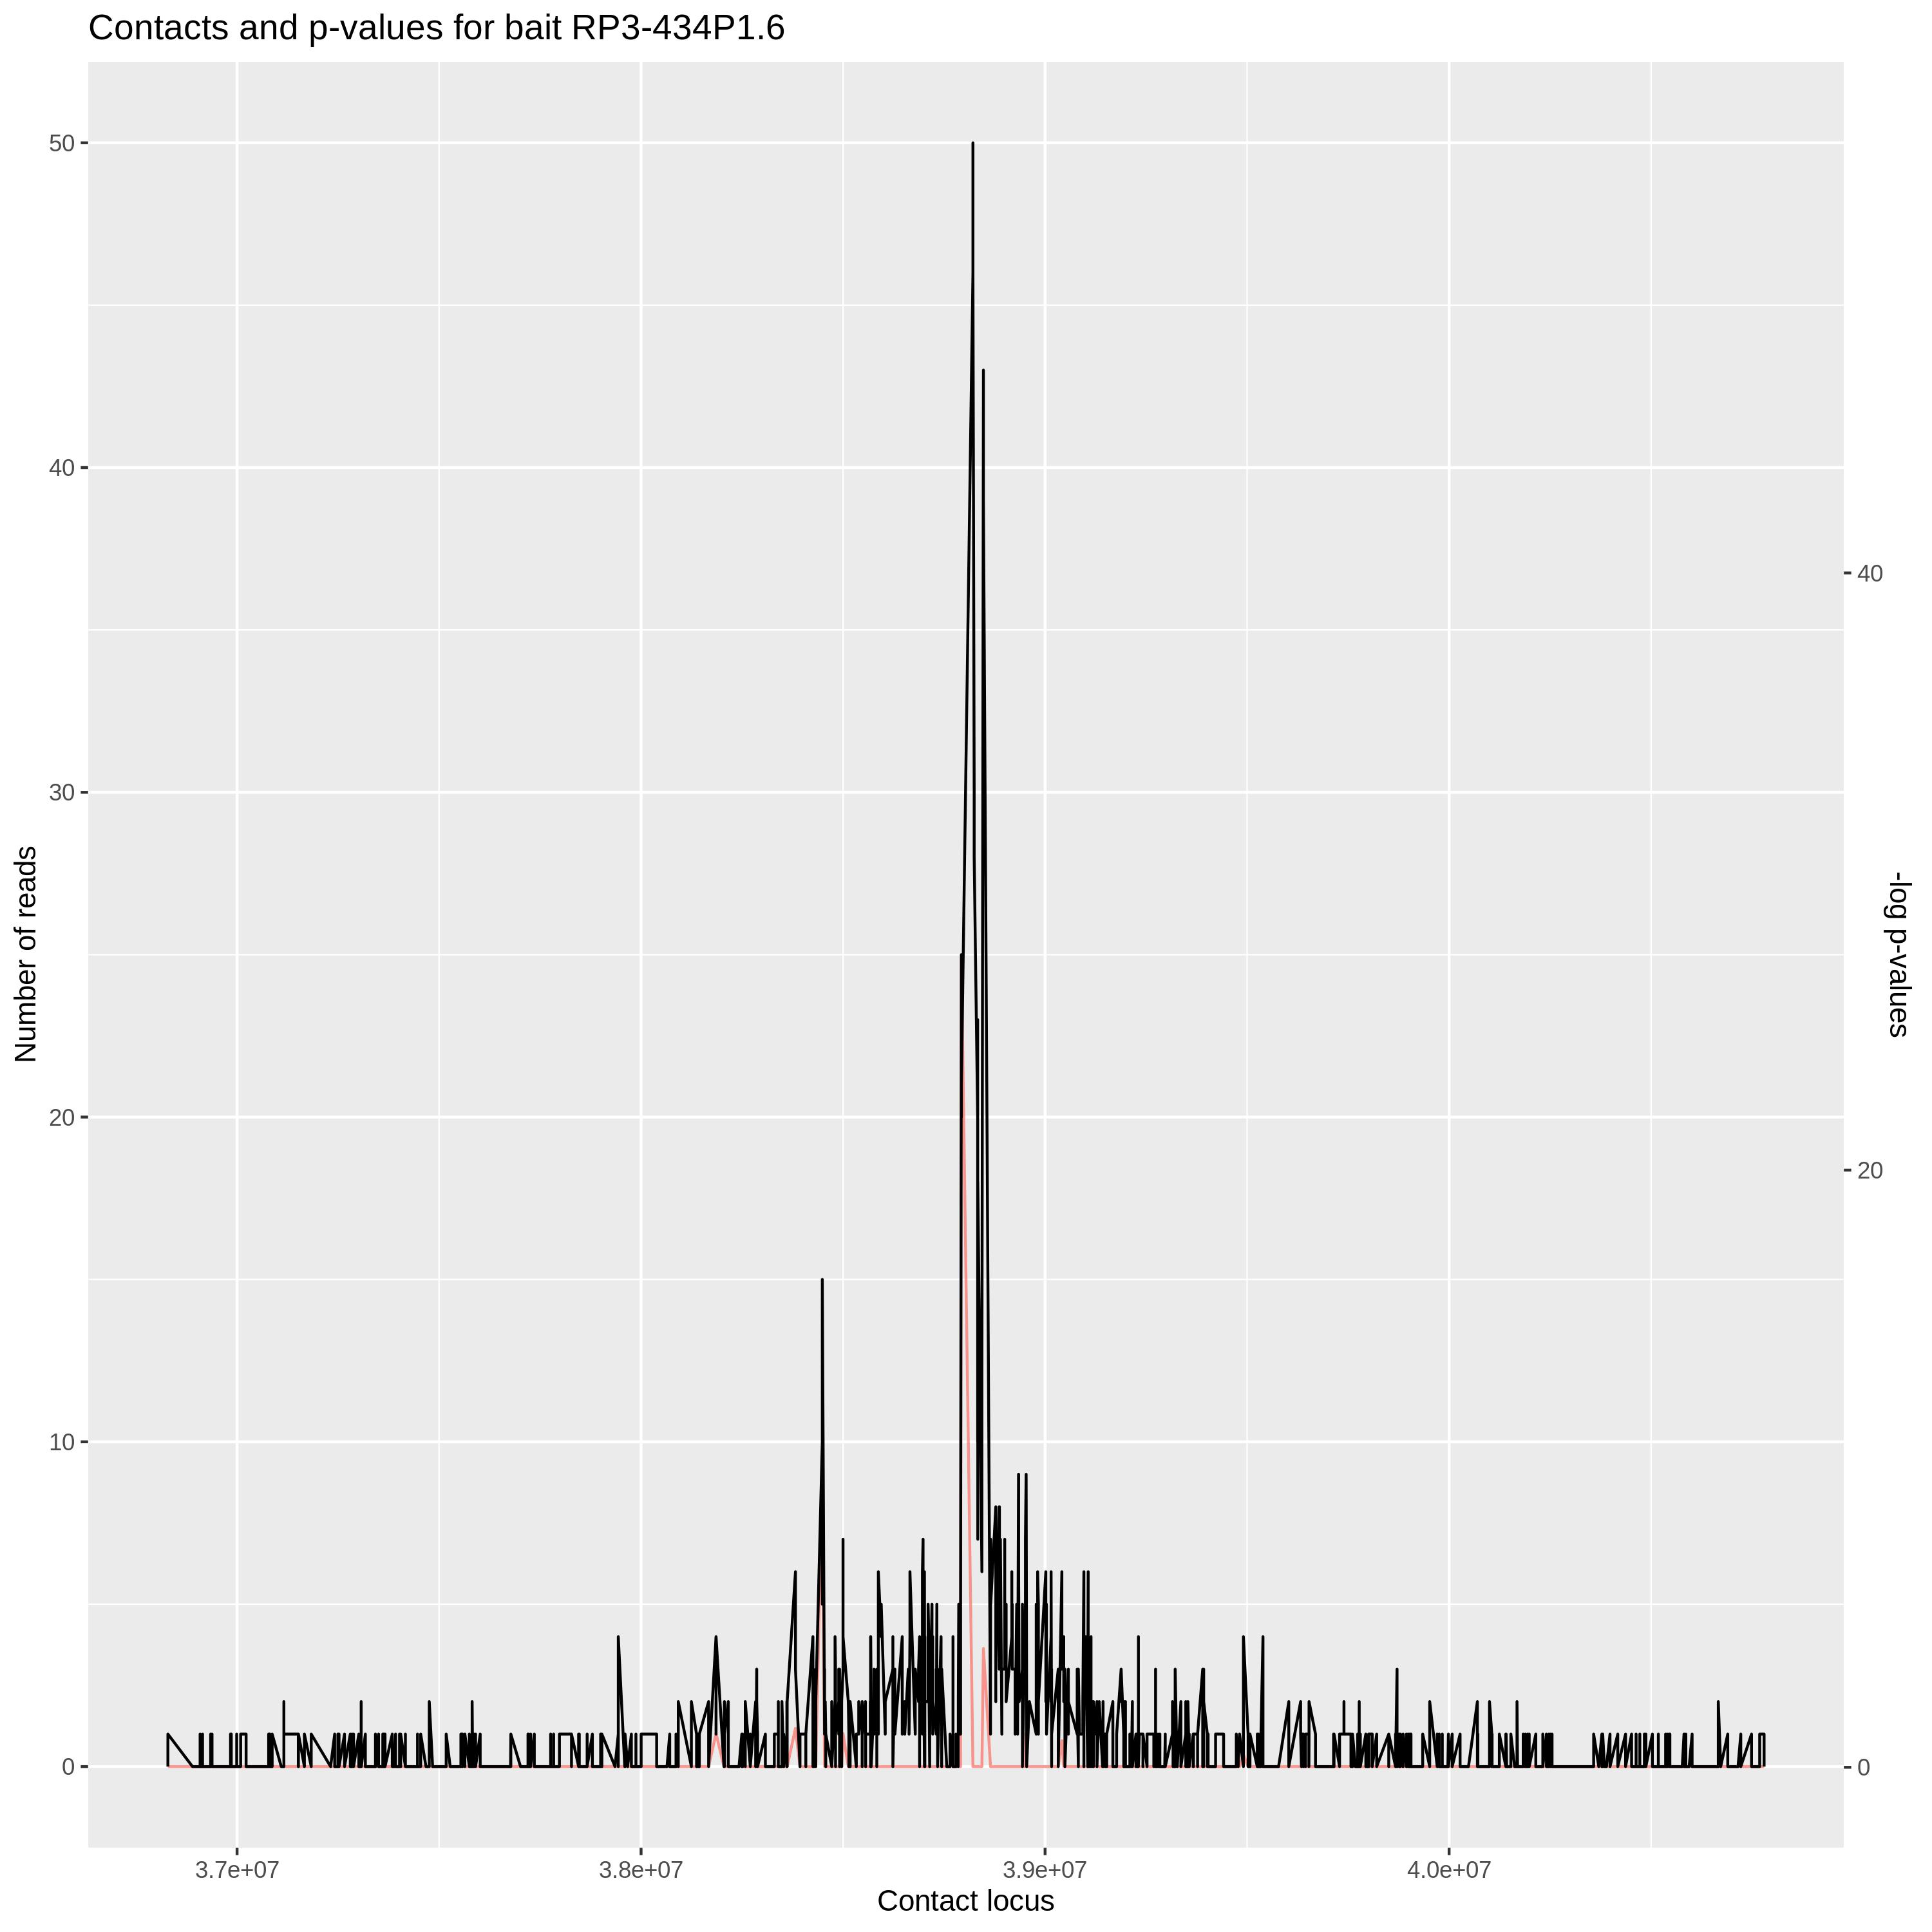 Contacts and p-values for bait RP3-434P1.6
50
40
30
20
10
0
Number of reads
40
20
0
-log p-values
3.7e+07
3.8e+07
3.9e+07
4.0e+07
Contact locus